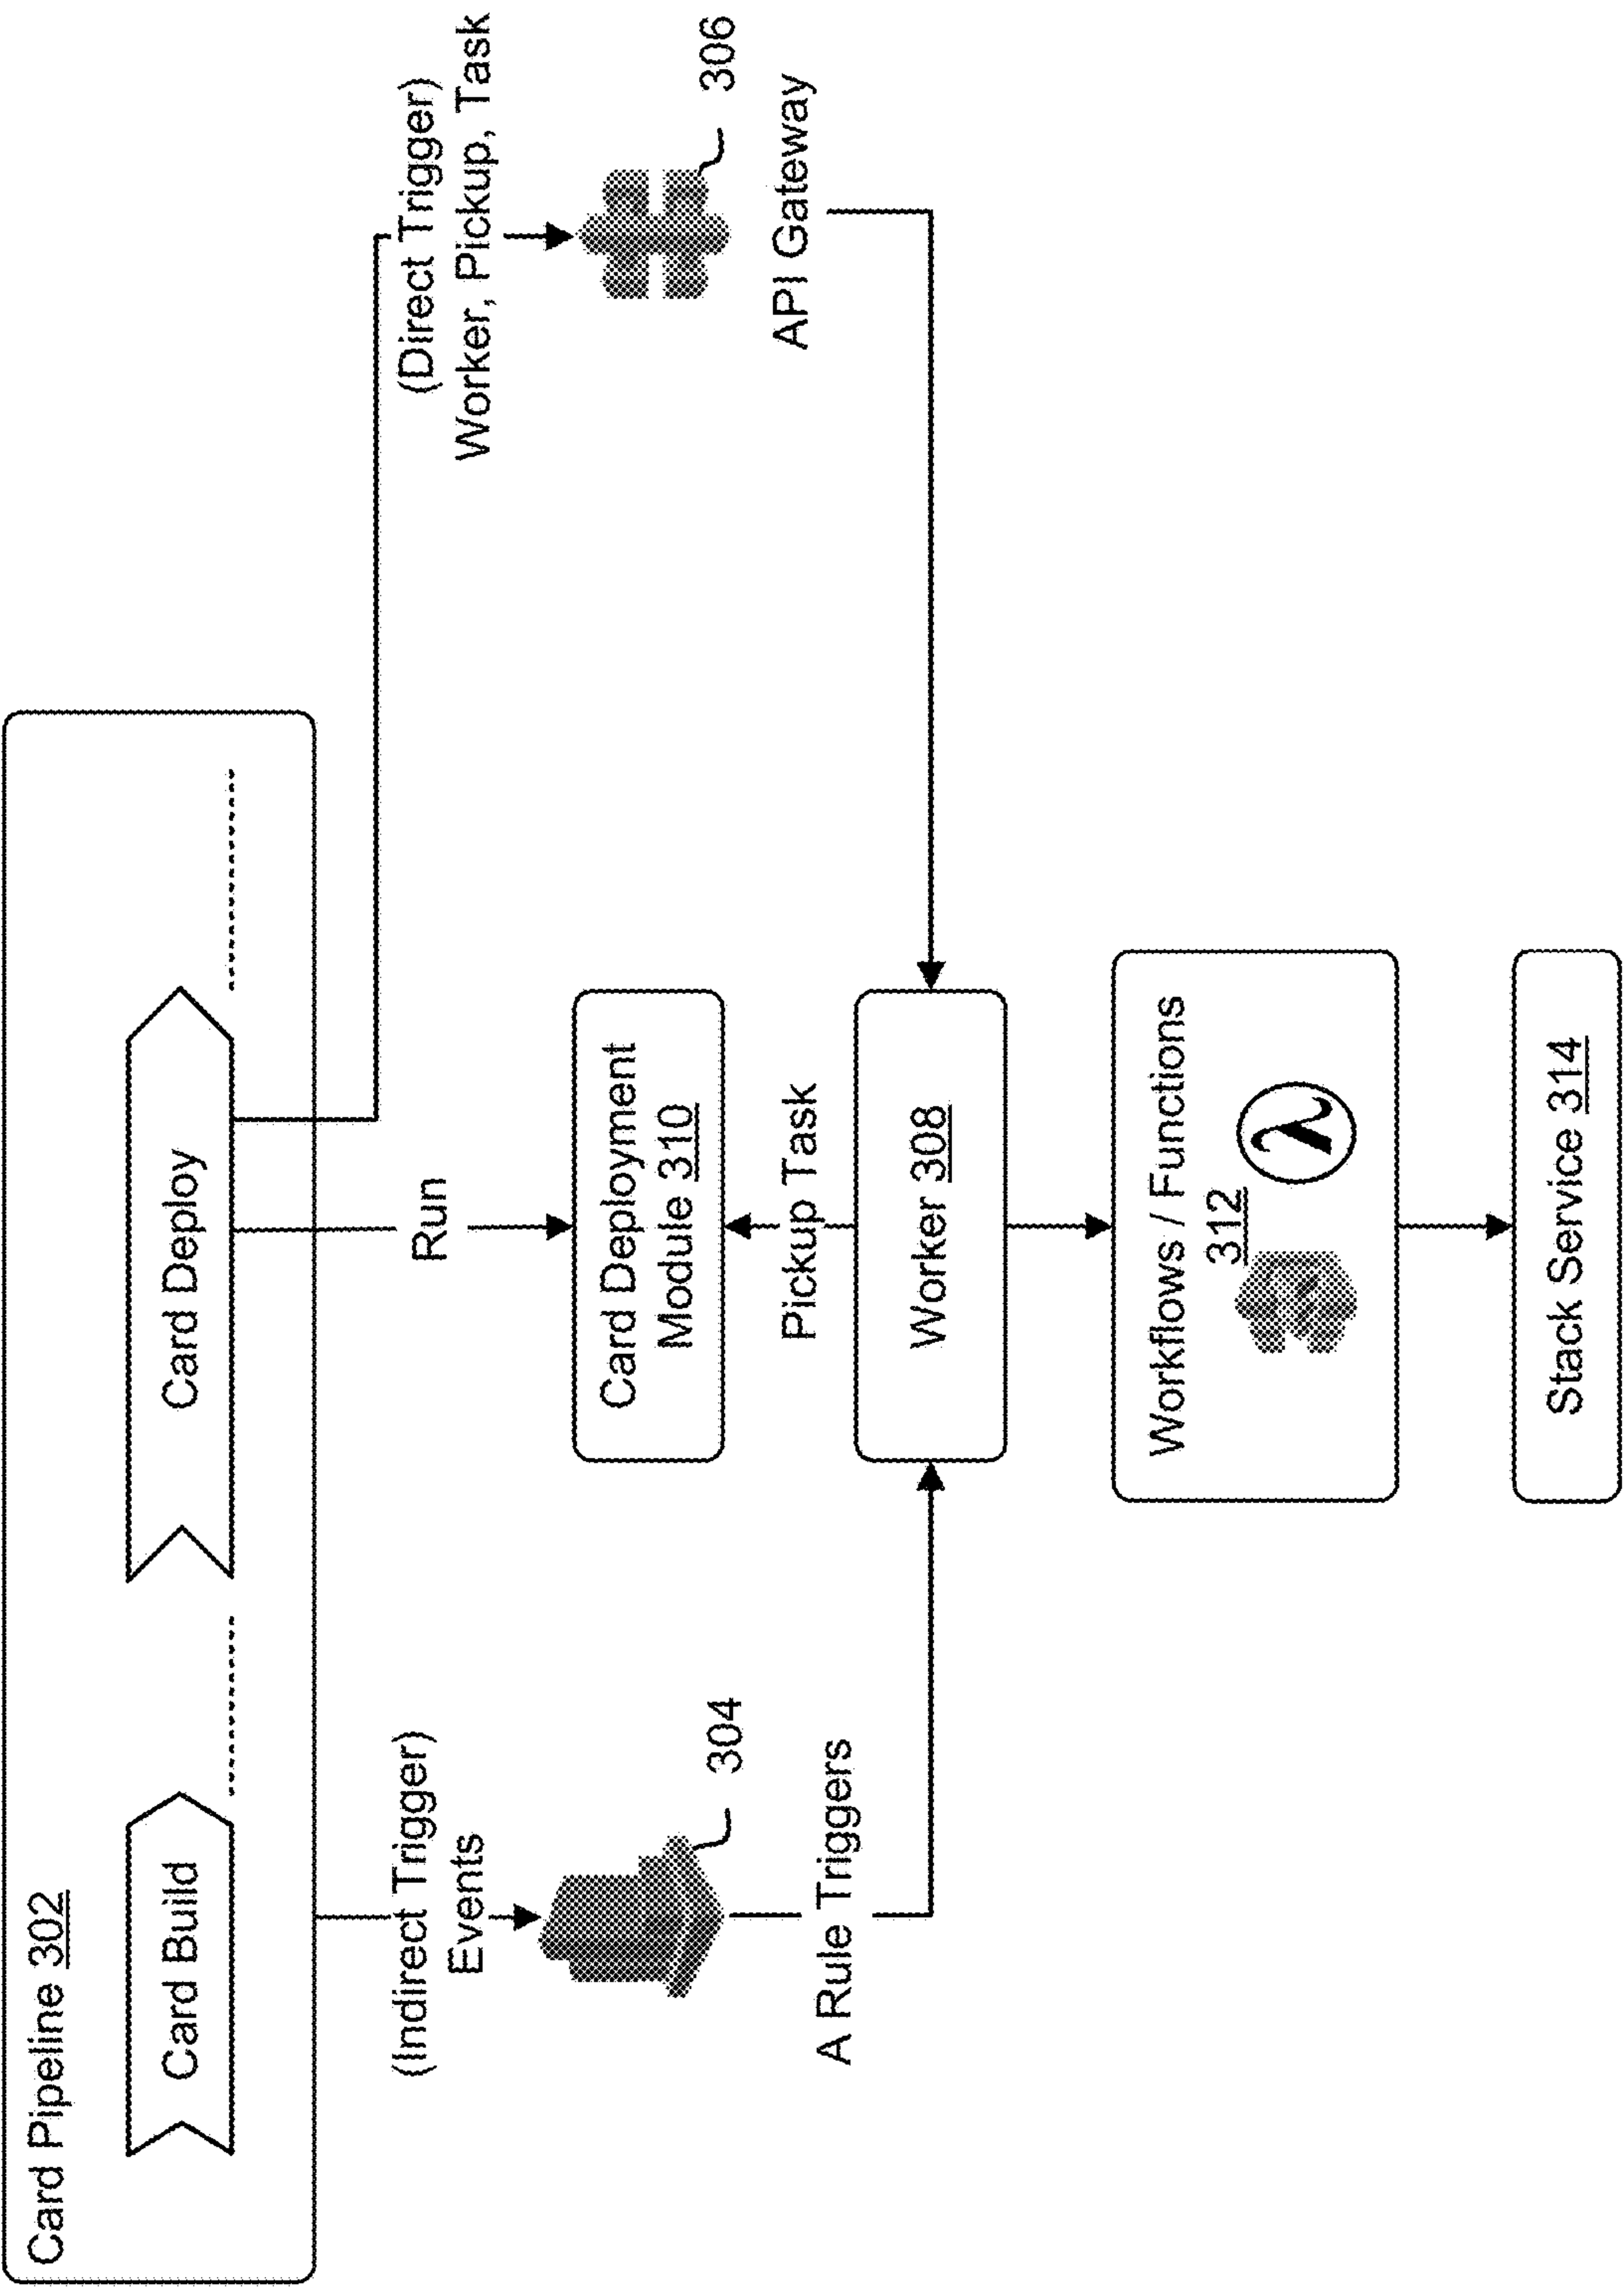 Card Pipeline 302
Card Build
Card Deploy
(Indirect Trigger)
Events
Run
(Direct Trigger)
Worker, Pickup, Task
304
306
Card Deployment
Module 310
API Gateway
A Rule Triggers
Pickup Task
Worker 308
Workflows / Functions
312
λ
Stack Service 314